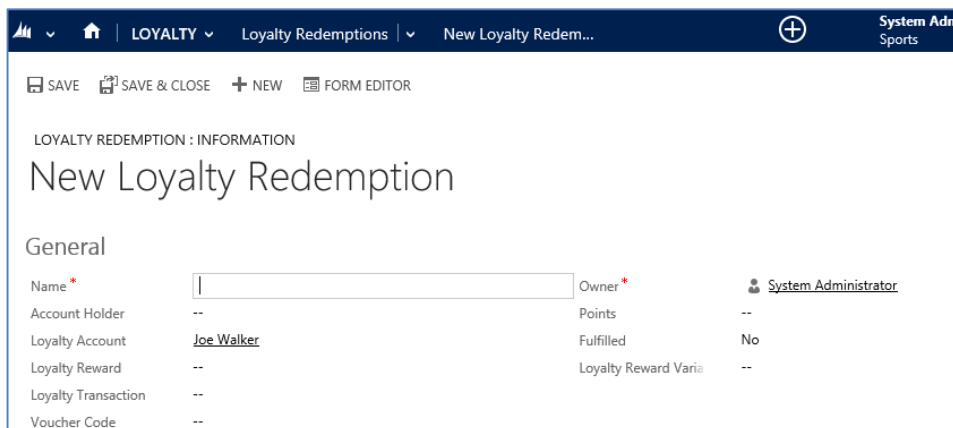 LOYALTY Loyalty Redemptions New Loyalty Redem... System Adm
Sports
SAVE SAVE & CLOSE NEW FORM EDITOR
LOYALTY REDEMPTION : INFORMATION
New Loyalty Redemption
General
Name * Owner * System Administrator
Account Holder -- Points --
Loyalty Account Joe Walker Fulfilled No
Loyalty Reward -- Loyalty Reward Varia --
Loyalty Transaction --
Voucher Code --